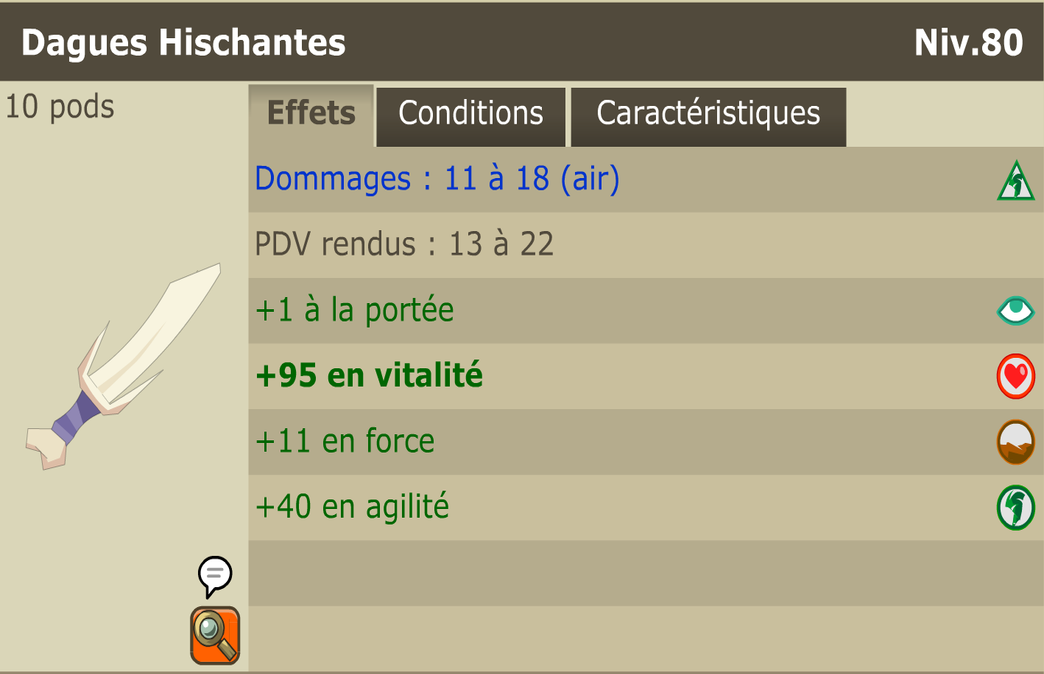 Dagues Hischantes
Niv.80
10 pods
Effets
Conditions
Caractéristiques
Dommages : 11 à 18 (air)
PDV rendus : 13 à 22
+1 à la portée
+95 en vitalité
+11 en force
+40 en agilité